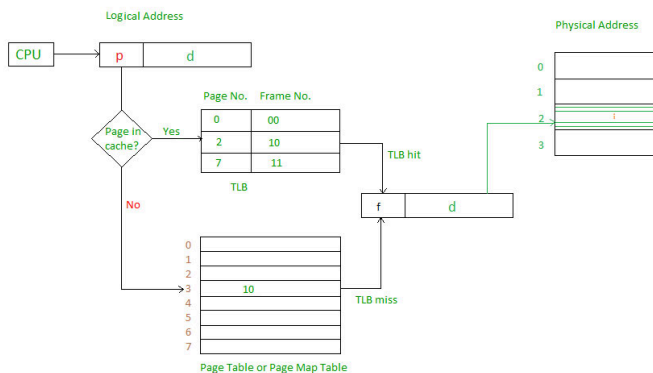 Logical Address
Physical Address
CPU
p d
Page No. Frame No.
0 00
2 10
7 11
TLB
Page in
cache?
Yes
No
TLB hit
f d
TLB miss
0
1
2
3
4
5
6
7
10
Page Table or Page Map Table
0
1
2
3